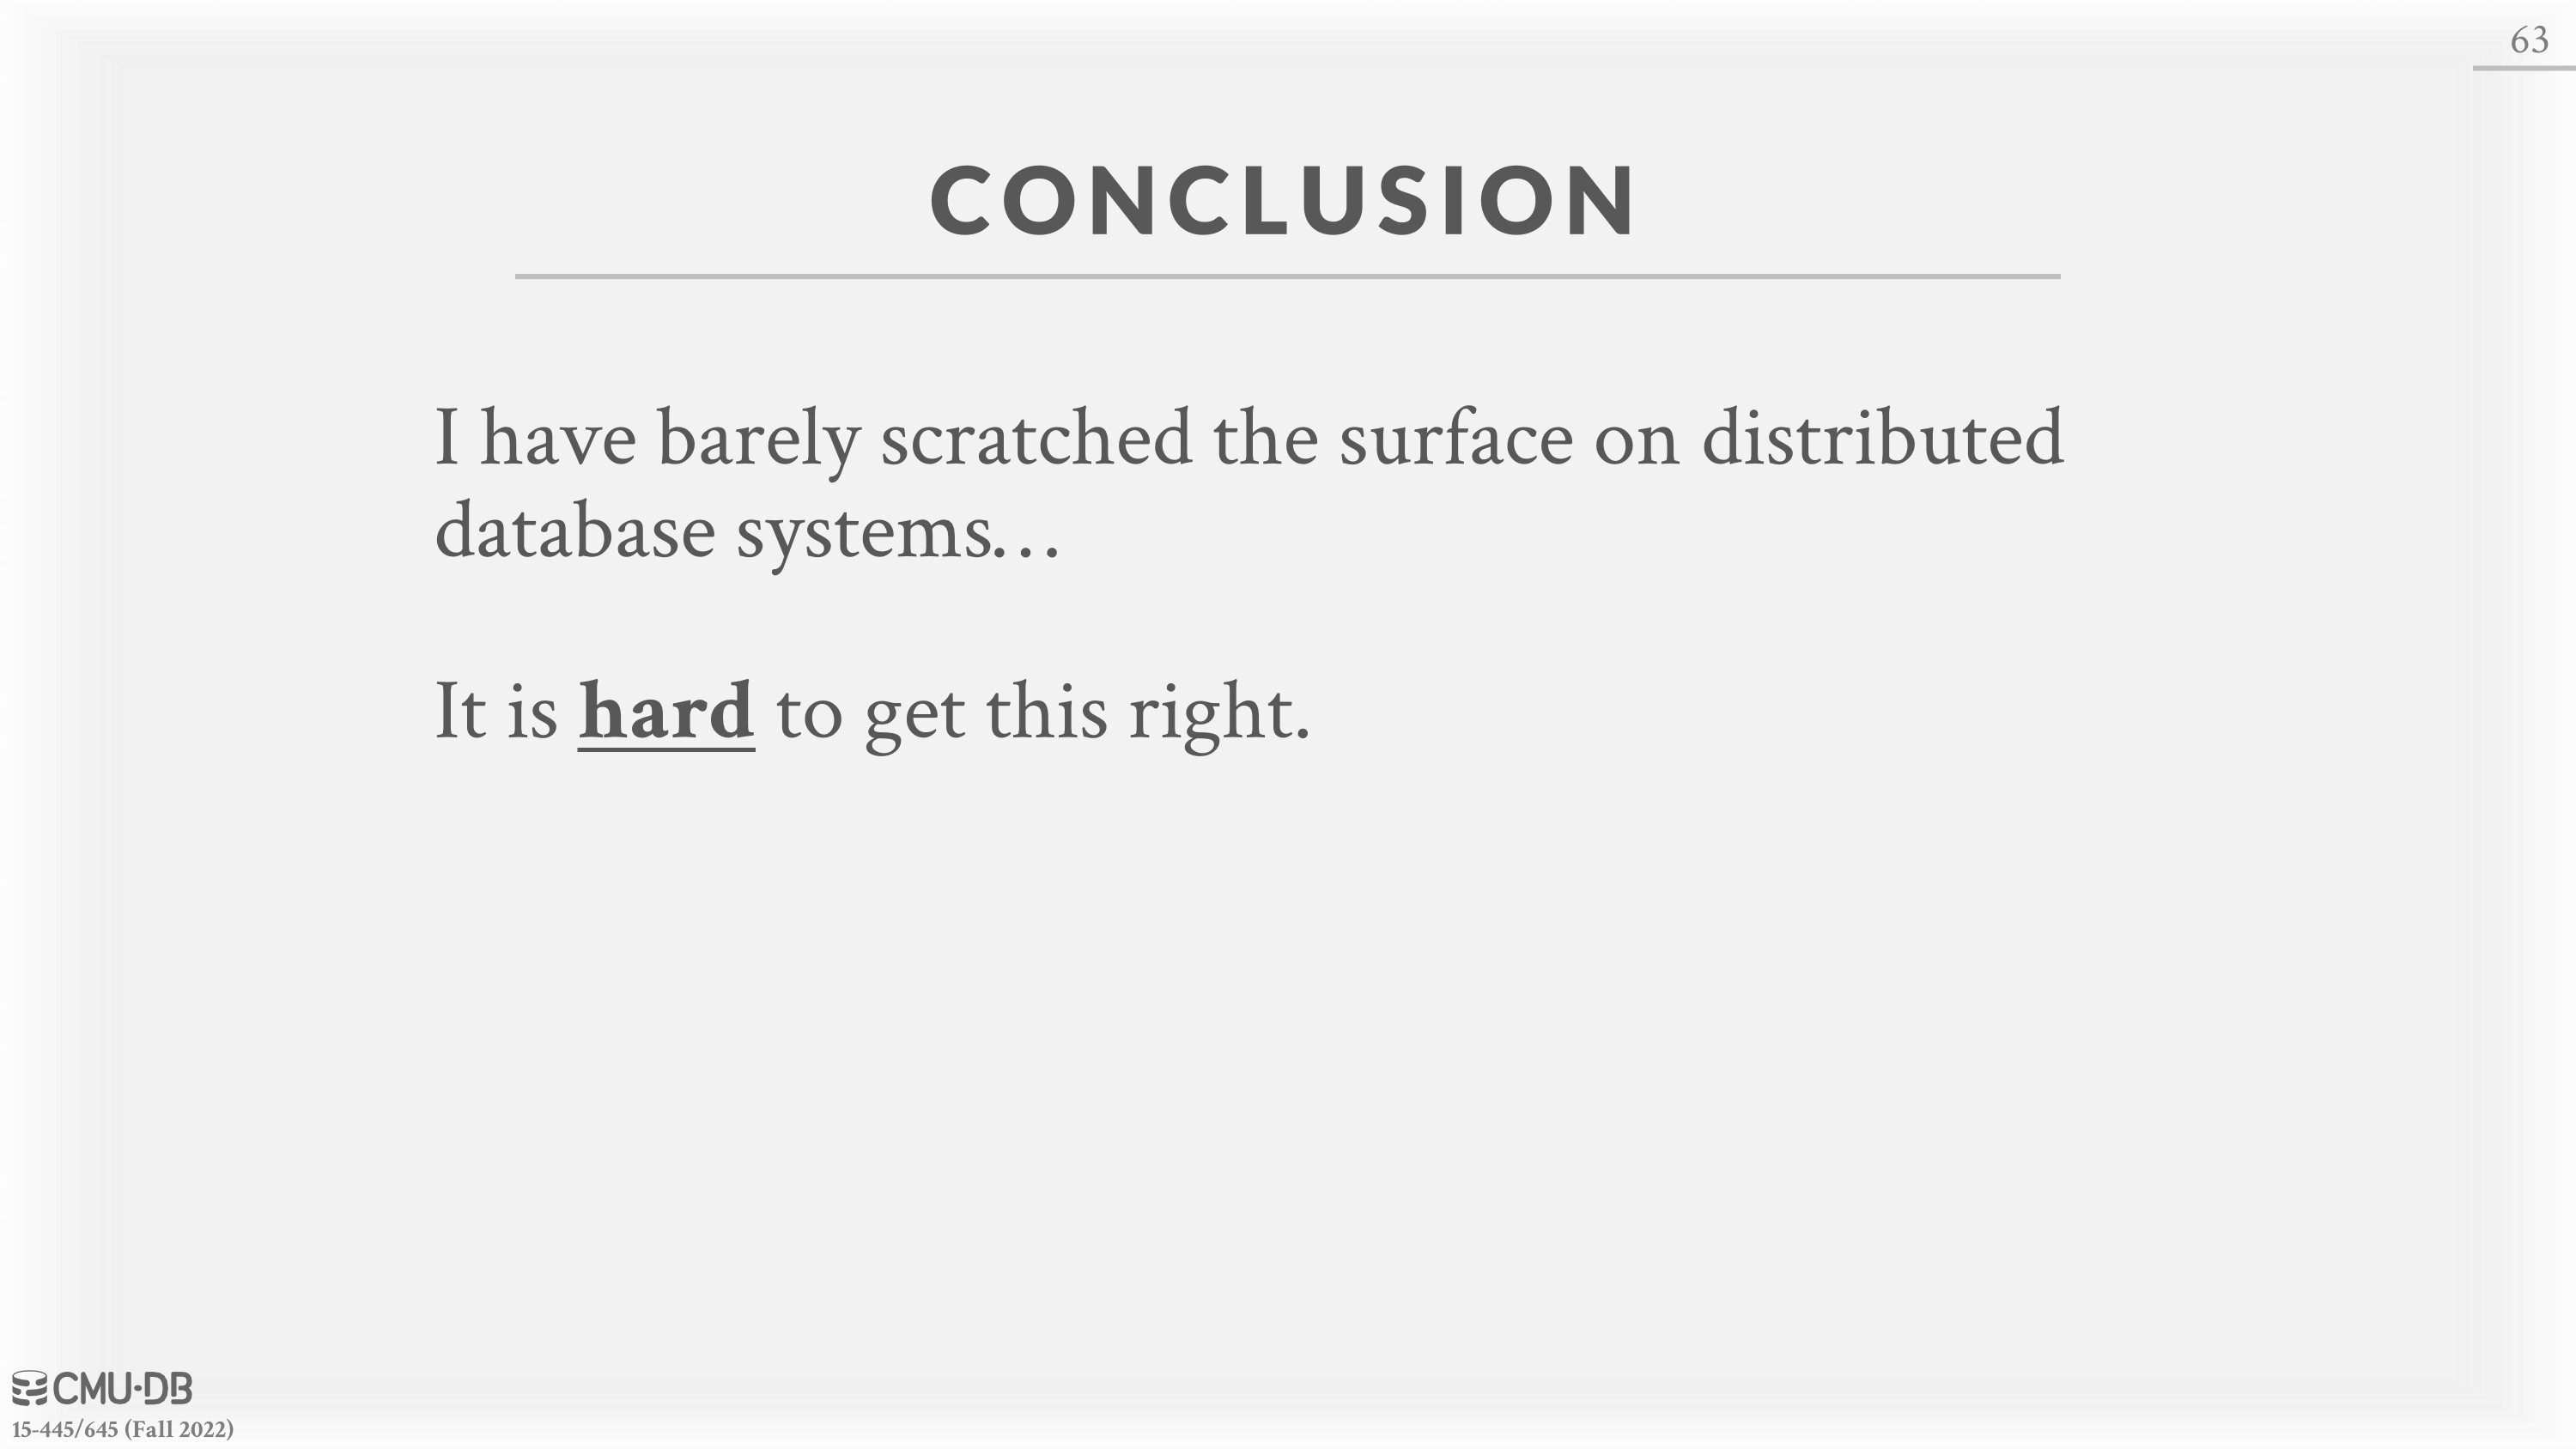 63
CONCLUSION
I have barely scratched the surface on distributed
database systems…
It is hard to get this right.
CMU·DB
15-445/645 (Fall 2022)